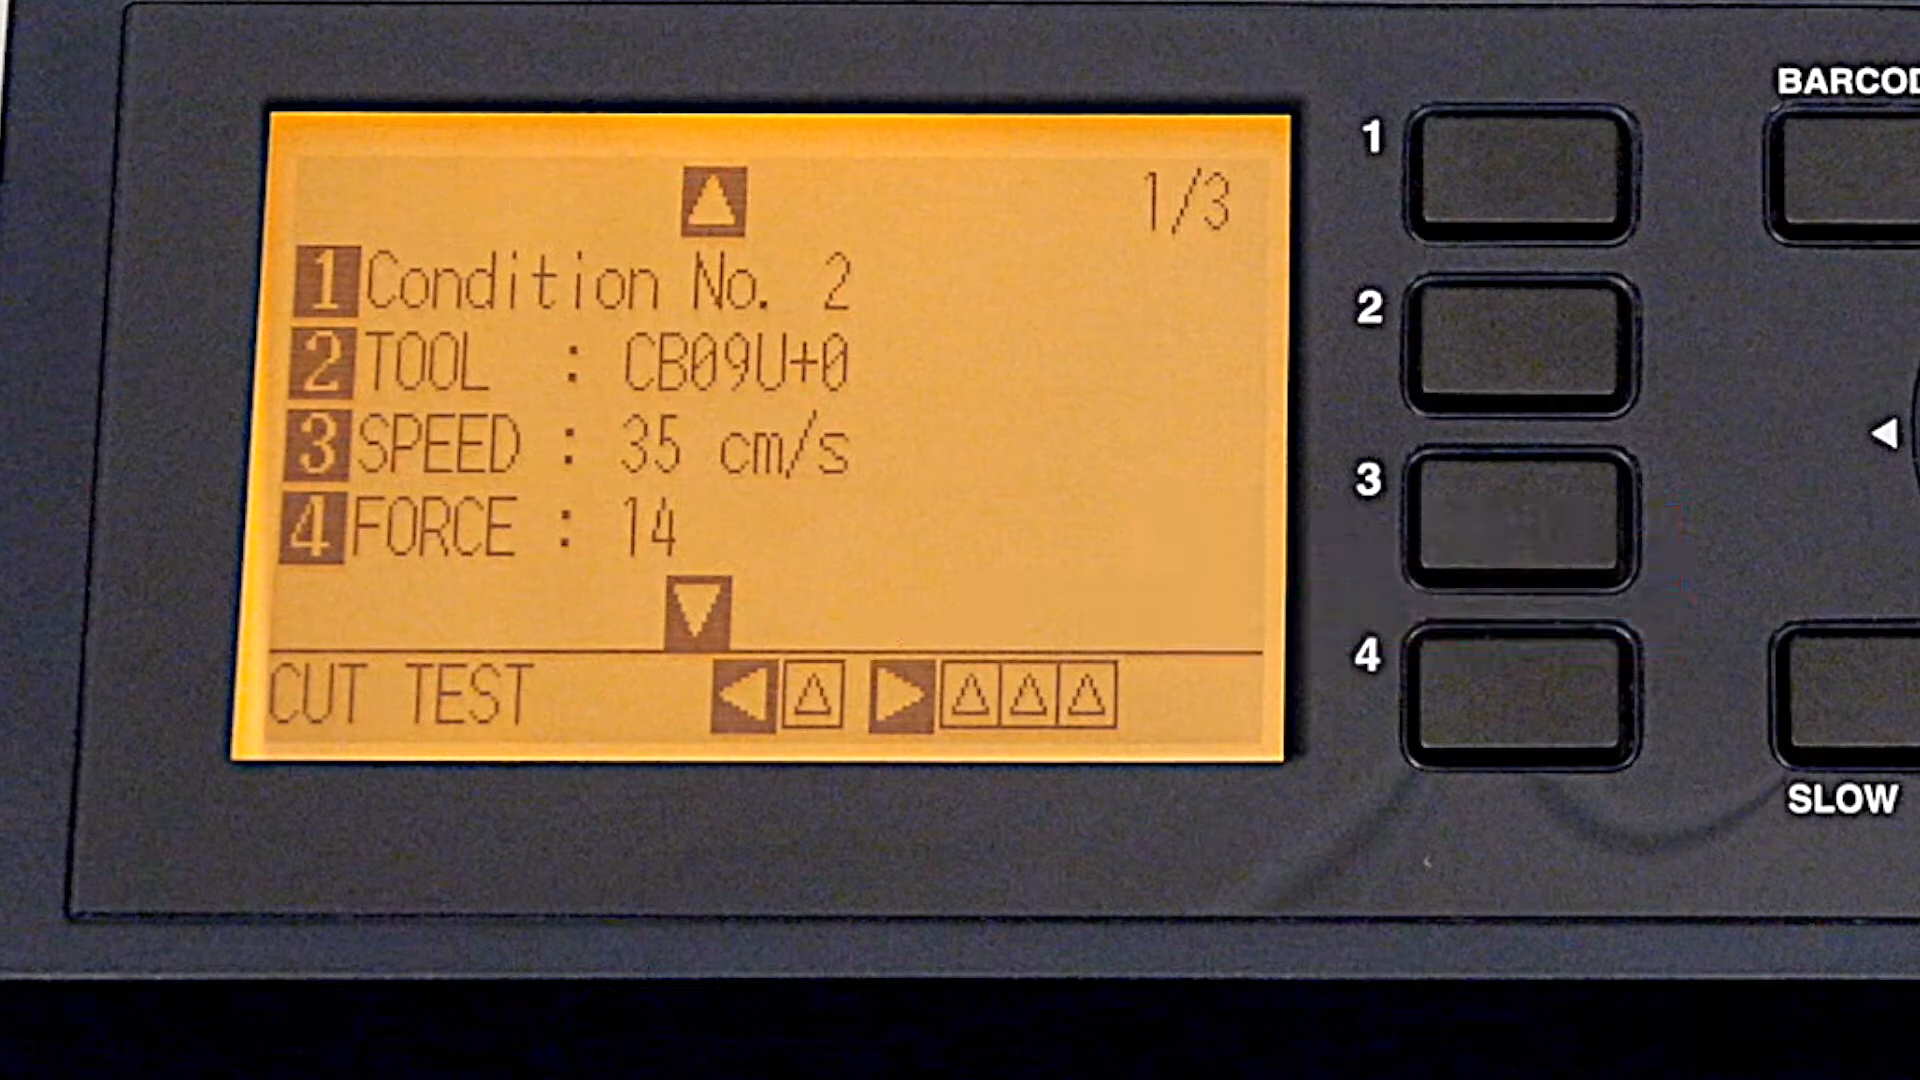 1/3
1 Condition No. 2
2 TOOL : CB09U+0
3 SPEED : 35 cm/s
4 FORCE : 14
CUT TEST
1
2
3
4
BARCOD
SLOW